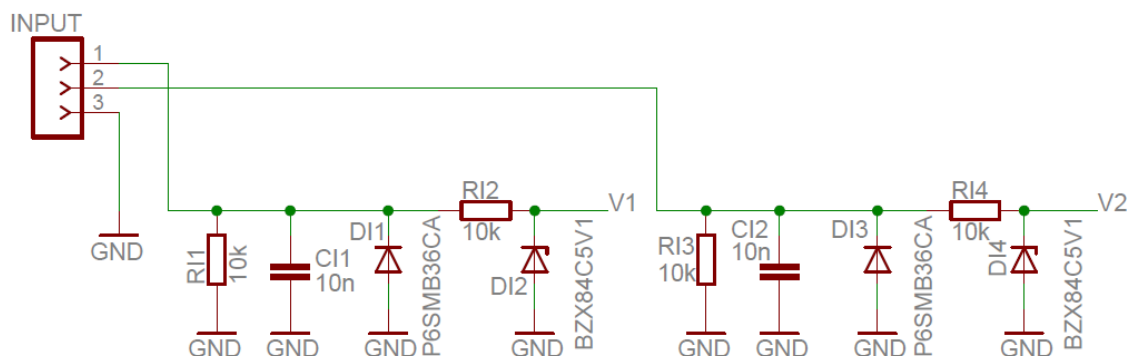 INPUT
1
2
3
GND
RI1
10k
GND
CI1
10n
GND
DI1
P6SMB36CA
GND
RI2
10k
V1
DI2
BZX84C5V1
GND
RI3
10k
GND
CI2
10n
GND
DI3
P6SMB36CA
GND
RI4
10k
V2
DI4
BZX84C5V1
GND